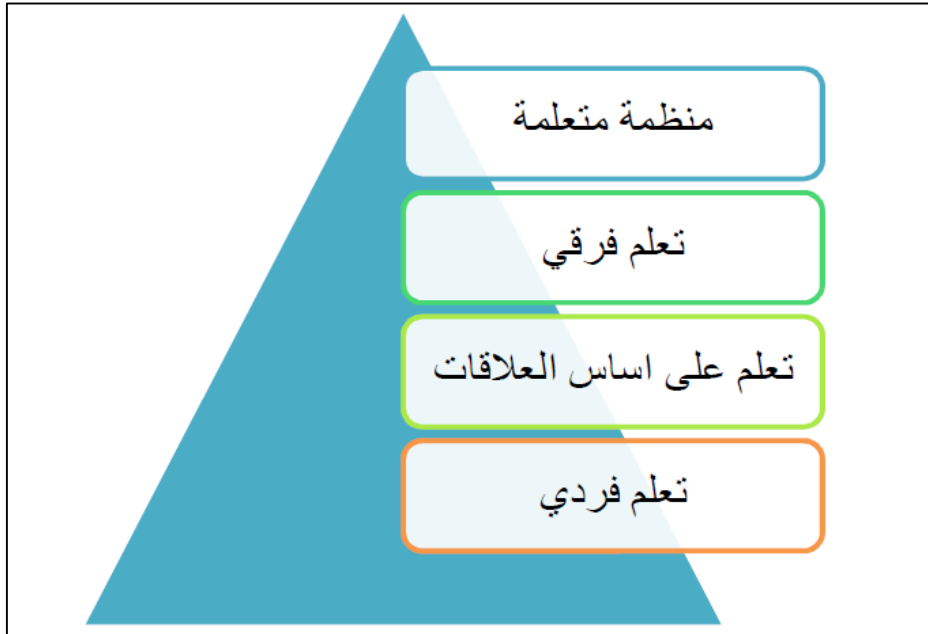 منظمة متعلمة
تعلم فرقي
تعلم على اساس العلاقات
تعلم فردي